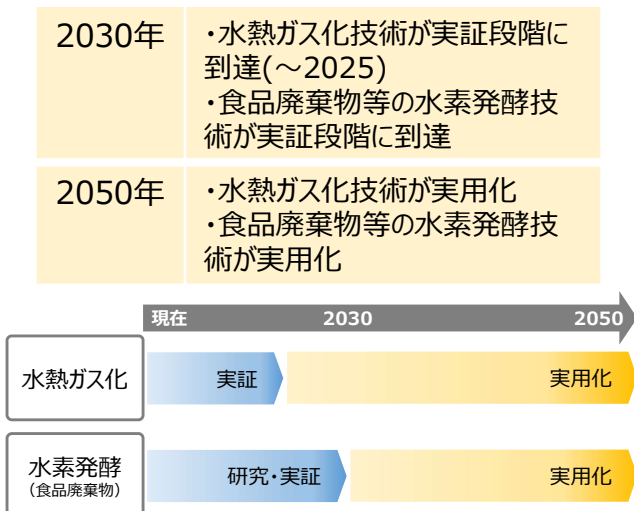 2030年
・水熱ガス化技術が実証段階に
到達(～2025)
・食品廃棄物等の水素発酵技
術が実証段階に到達
2050年
・水熱ガス化技術が実用化
・食品廃棄物等の水素発酵技
術が実用化
現在 2030 2050
水熱ガス化
実証
実用化
水素発酵
(食品廃棄物)
研究・実証
実用化